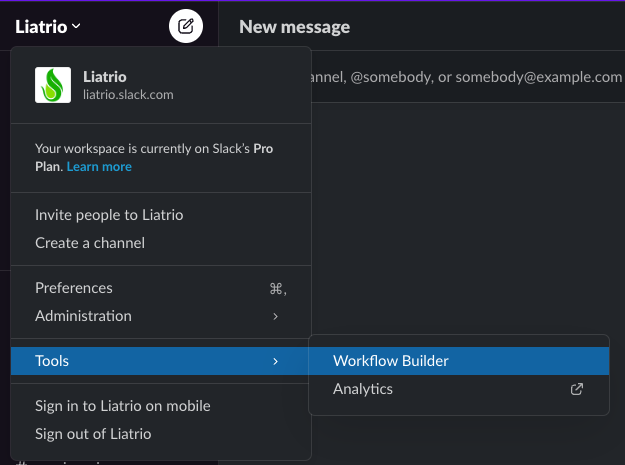 Liatrio
New message
Liatrio
liatrio.slack.com
annel, @somebody, or somebody@example.com
Your workspace is currently on Slack's Pro
Plan. Learn more
Invite people to Liatrio
Create a channel
Preferences ⌘,
Administration
Tools
Workflow Builder
Analytics
Sign in to Liatrio on mobile
Sign out of Liatrio